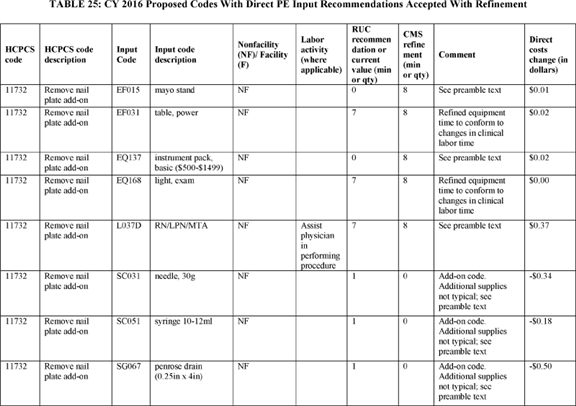 TABLE 25: CY 2016 Proposed Codes With Direct PE Input Recommendations Accepted With Refinement
HCPCS code | HCPCS code description | Input Code | Input code description | Nonfacility (NF)/ Facility (F) | Labor activity (where applicable) | RUC recommen dation or current value (min or qty) | CMS refine ment (min or qty) | Comment | Direct costs change (in dollars)
11732 | Remove nail plate add-on | EF015 | mayo stand | NF | | 0 | 8 | See preamble text | $0.01
11732 | Remove nail plate add-on | EF031 | table, power | NF | | 7 | 8 | Refined equipment time to conform to changes in clinical labor time | $0.02
11732 | Remove nail plate add-on | EQ137 | instrument pack, basic ($500-$1499) | NF | | 0 | 8 | See preamble text | $0.02
11732 | Remove nail plate add-on | EQ168 | light, exam | NF | | 7 | 8 | Refined equipment time to conform to changes in clinical labor time | $0.00
11732 | Remove nail plate add-on | L037D | RN/LPN/MTA | NF | Assist physician in performing procedure | 7 | 8 | See preamble text | $0.37
11732 | Remove nail plate add-on | SC031 | needle, 30g | NF | | 1 | 0 | Add-on code. Additional supplies not typical; see preamble text | -$0.34
11732 | Remove nail plate add-on | SC051 | syringe 10-12ml | NF | | 1 | 0 | Add-on code. Additional supplies not typical; see preamble text | -$0.18
11732 | Remove nail plate add-on | SG067 | penrose drain (0.25in x 4in) | NF | | 1 | 0 | Add-on code. Additional supplies not typical; see preamble text | -$0.50